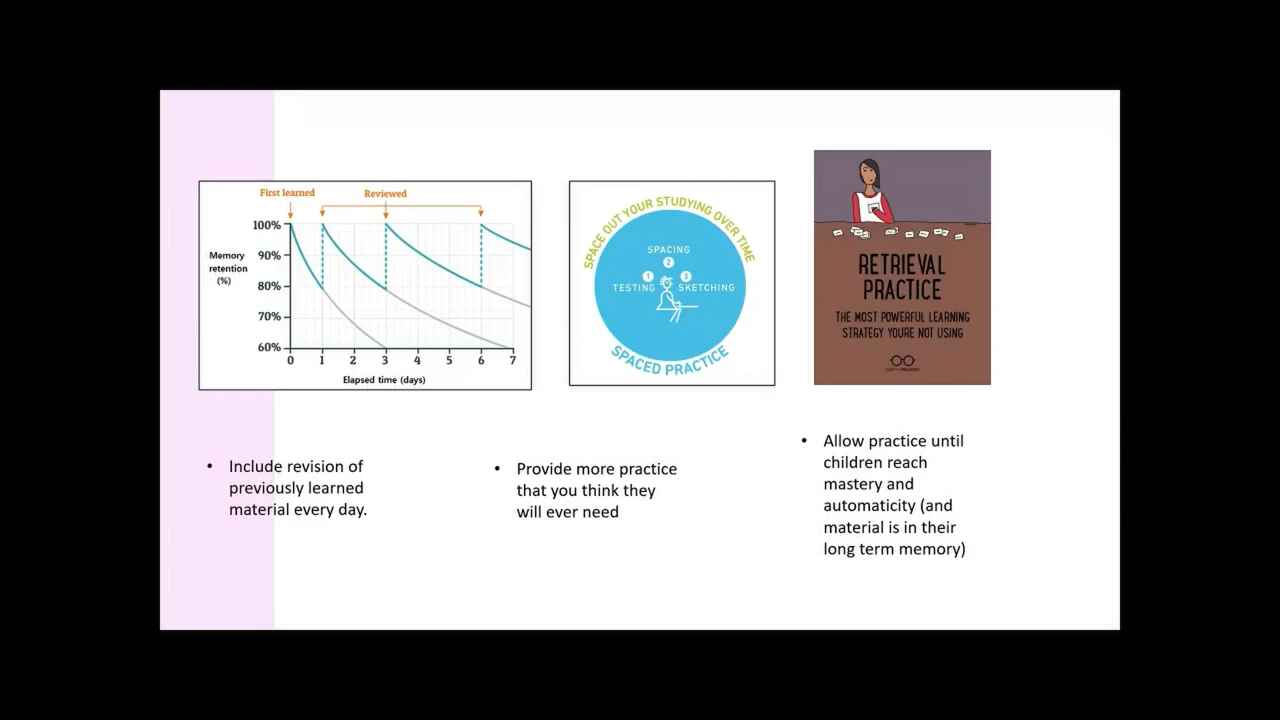 First learned
Reviewed
100%
90%
80%
70%
60%
Memory
retention
(%)
0 1 2 3 4 5 6 7
Elapsed time (days)
SPACE OUT YOUR STUDYING OVER TIME
SPACING
2
1 3
TESTING SKETCHING
SPACED PRACTICE
RETRIEVAL
PRACTICE
THE MOST POWERFUL LEARNING
STRATEGY YOURE NOT USING
• Include revision of
previously learned
material every day.
• Provide more practice
that you think they
will ever need
• Allow practice until
children reach
mastery and
automaticity (and
material is in their
long term memory)